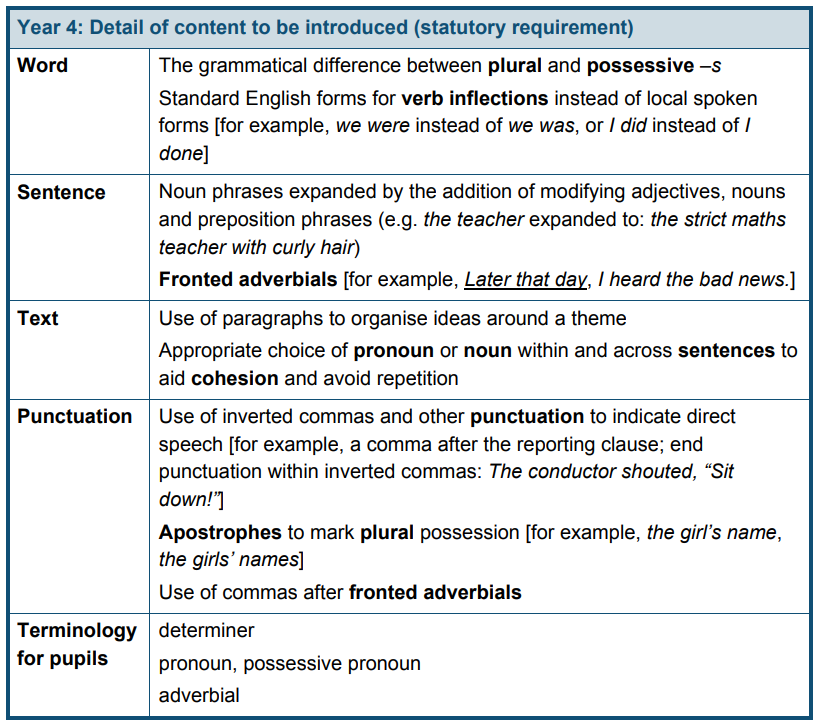 Year 4: Detail of content to be introduced (statutory requirement)
Word
The grammatical difference between plural and possessive –s
Standard English forms for verb inflections instead of local spoken
forms [for example, we were instead of we was, or I did instead of I
done]
Sentence
Noun phrases expanded by the addition of modifying adjectives, nouns
and preposition phrases (e.g. the teacher expanded to: the strict maths
teacher with curly hair)
Fronted adverbials [for example, Later that day, I heard the bad news.]
Text
Use of paragraphs to organise ideas around a theme
Appropriate choice of pronoun or noun within and across sentences to
aid cohesion and avoid repetition
Punctuation
Use of inverted commas and other punctuation to indicate direct
speech [for example, a comma after the reporting clause; end
punctuation within inverted commas: The conductor shouted, “Sit
down!”]
Apostrophes to mark plural possession [for example, the girl’s name,
the girls’ names]
Use of commas after fronted adverbials
Terminology
for pupils
determiner
pronoun, possessive pronoun
adverbial